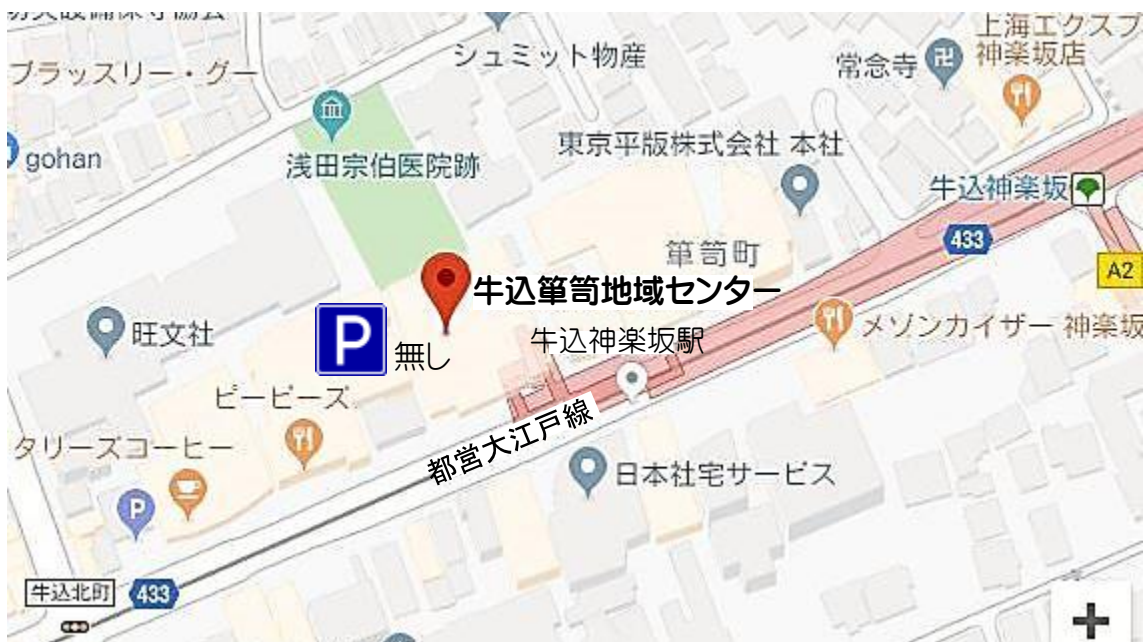 シュミット物産
上海エクスプ
神楽坂店
常念寺
ブラッスリー・グー
gohan
浅田宗伯医院跡
東京平版株式会社 本社
牛込神楽坂
433
箪笥町
A2
牛込箪笥地域センター
旺文社
P
無し
牛込神楽坂駅
メゾンカイザー 神楽坂
ピーピーズ
都営大江戸線
タリーズコーヒー
日本社宅サービス
P
牛込北町
433